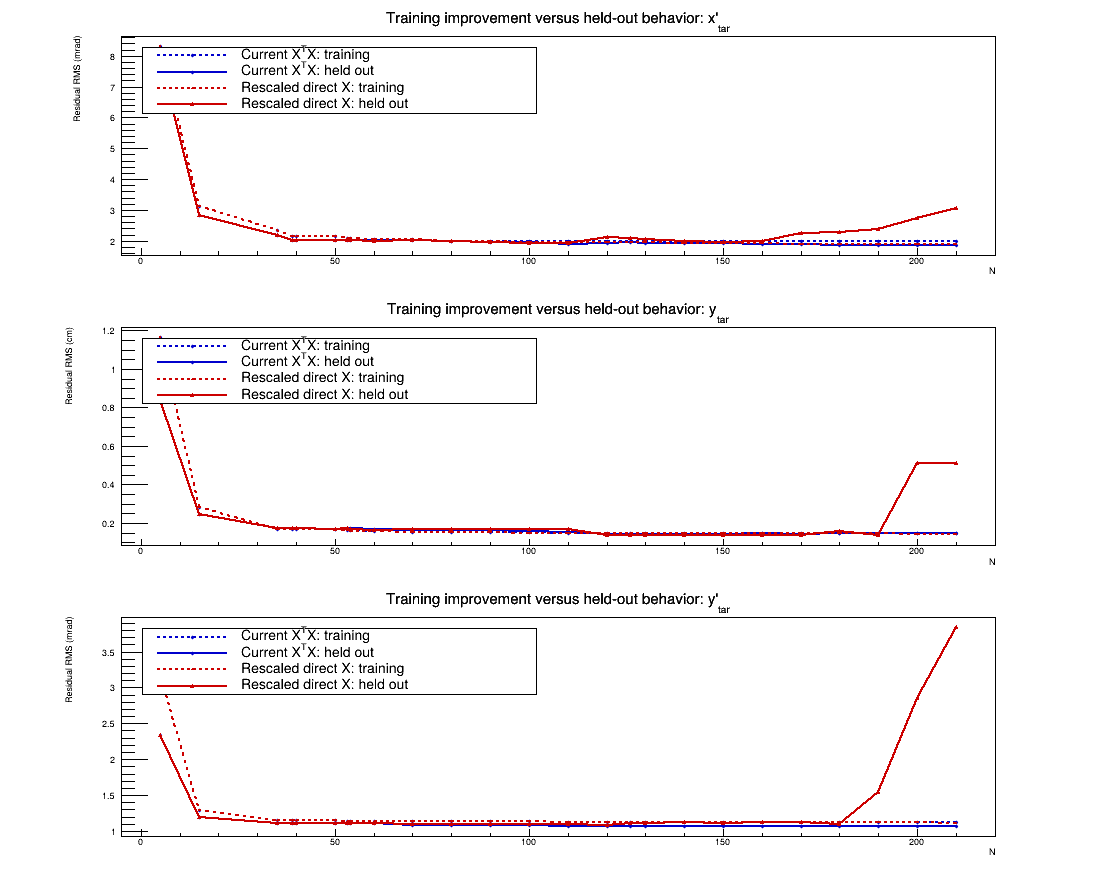 Training improvement versus held-out behavior: x'tar
Residual RMS (mrad)
8
7
6
5
4
3
2
Current XTX: training
Current XTX: held out
Rescaled direct X: training
Rescaled direct X: held out
0 50 100 150 200
N
Training improvement versus held-out behavior: ytar
Residual RMS (cm)
1.2
1
0.8
0.6
0.4
0.2
Current XTX: training
Current XTX: held out
Rescaled direct X: training
Rescaled direct X: held out
0 50 100 150 200
N
Training improvement versus held-out behavior: y'tar
Residual RMS (mrad)
3.5
3
2.5
2
1.5
1
Current XTX: training
Current XTX: held out
Rescaled direct X: training
Rescaled direct X: held out
0 50 100 150 200
N